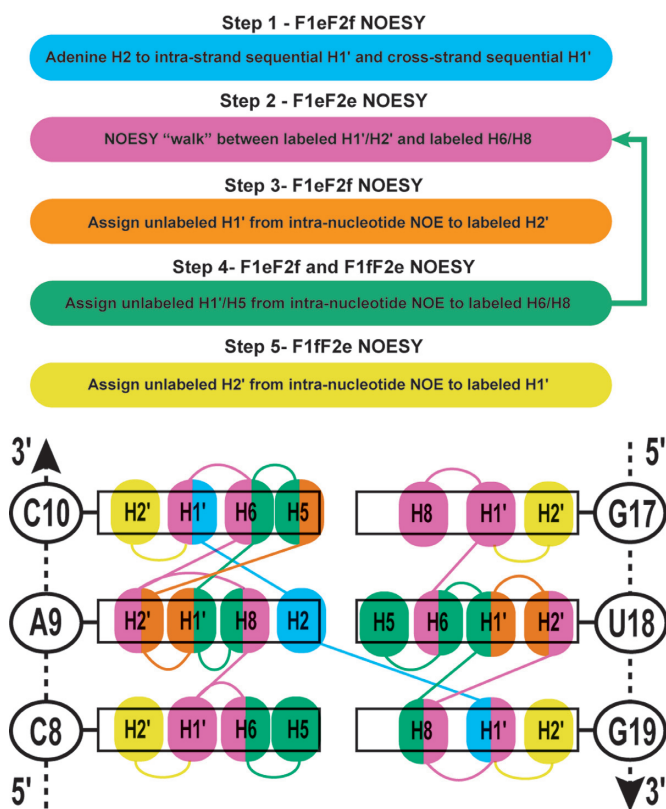 Step 1 - F1eF2f NOESY
Adenine H2 to intra-strand sequential H1' and cross-strand sequential H1'
Step 2 - F1eF2e NOESY
NOESY “walk” between labeled H1'/H2' and labeled H6/H8
Step 3- F1eF2f NOESY
Assign unlabeled H1' from intra-nucleotide NOE to labeled H2'
Step 4- F1eF2f and F1fF2e NOESY
Assign unlabeled H1'/H5 from intra-nucleotide NOE to labeled H6/H8
Step 5- F1fF2e NOESY
Assign unlabeled H2' from intra-nucleotide NOE to labeled H1'
3' 5'
C10 H2' H1' H6 H5 H8 H1' H2' G17
A9 H2' H1' H8 H2 H5 H6 H1' H2' U18
C8 H2' H1' H6 H5 H8 H1' H2' G19
5' 3'